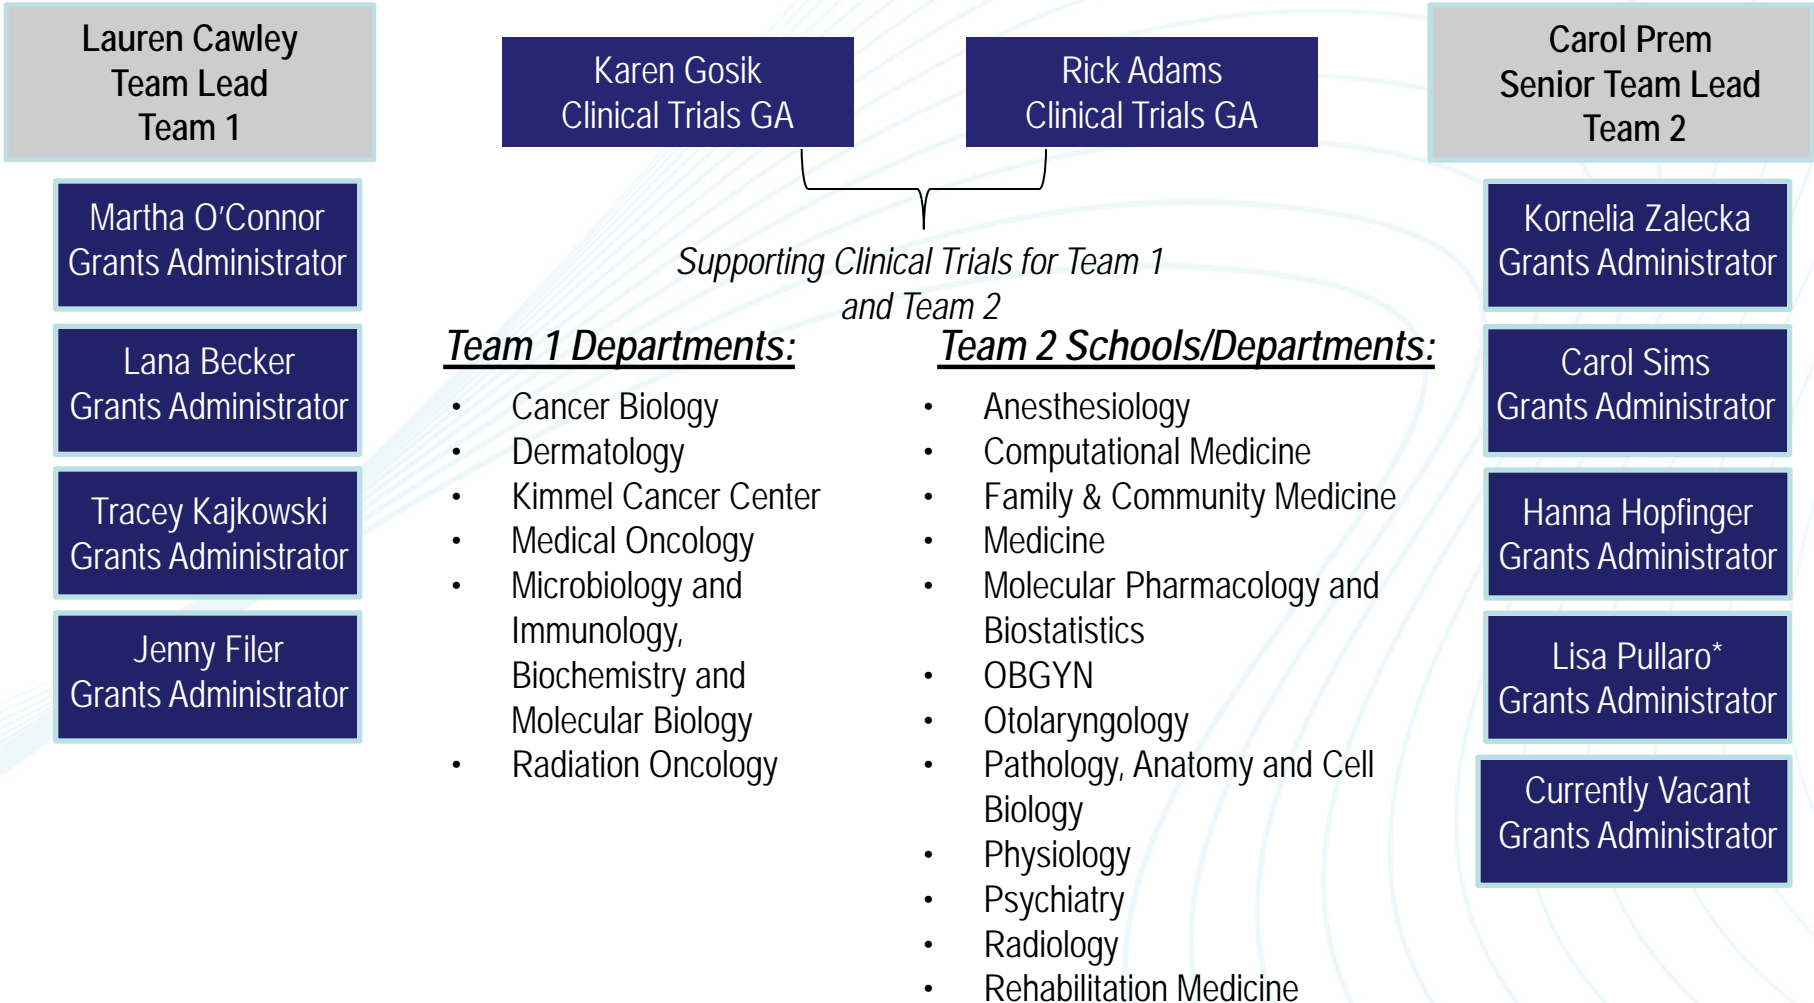 Lauren Cawley
Team Lead
Team 1
Martha O'Connor
Grants Administrator
Lana Becker
Grants Administrator
Tracey Kajkowski
Grants Administrator
Jenny Filer
Grants Administrator
Karen Gosik
Clinical Trials GA
Rick Adams
Clinical Trials GA
Supporting Clinical Trials for Team 1
and Team 2
Team 1 Departments:
• Cancer Biology
• Dermatology
• Kimmel Cancer Center
• Medical Oncology
• Microbiology and
Immunology,
Biochemistry and
Molecular Biology
• Radiation Oncology
Team 2 Schools/Departments:
• Anesthesiology
• Computational Medicine
• Family & Community Medicine
• Medicine
• Molecular Pharmacology and
Biostatistics
• OBGYN
• Otolaryngology
• Pathology, Anatomy and Cell
Biology
• Physiology
• Psychiatry
• Radiology
• Rehabilitation Medicine
Carol Prem
Senior Team Lead
Team 2
Kornelia Zalecka
Grants Administrator
Carol Sims
Grants Administrator
Hanna Hopfinger
Grants Administrator
Lisa Pullaro*
Grants Administrator
Currently Vacant
Grants Administrator